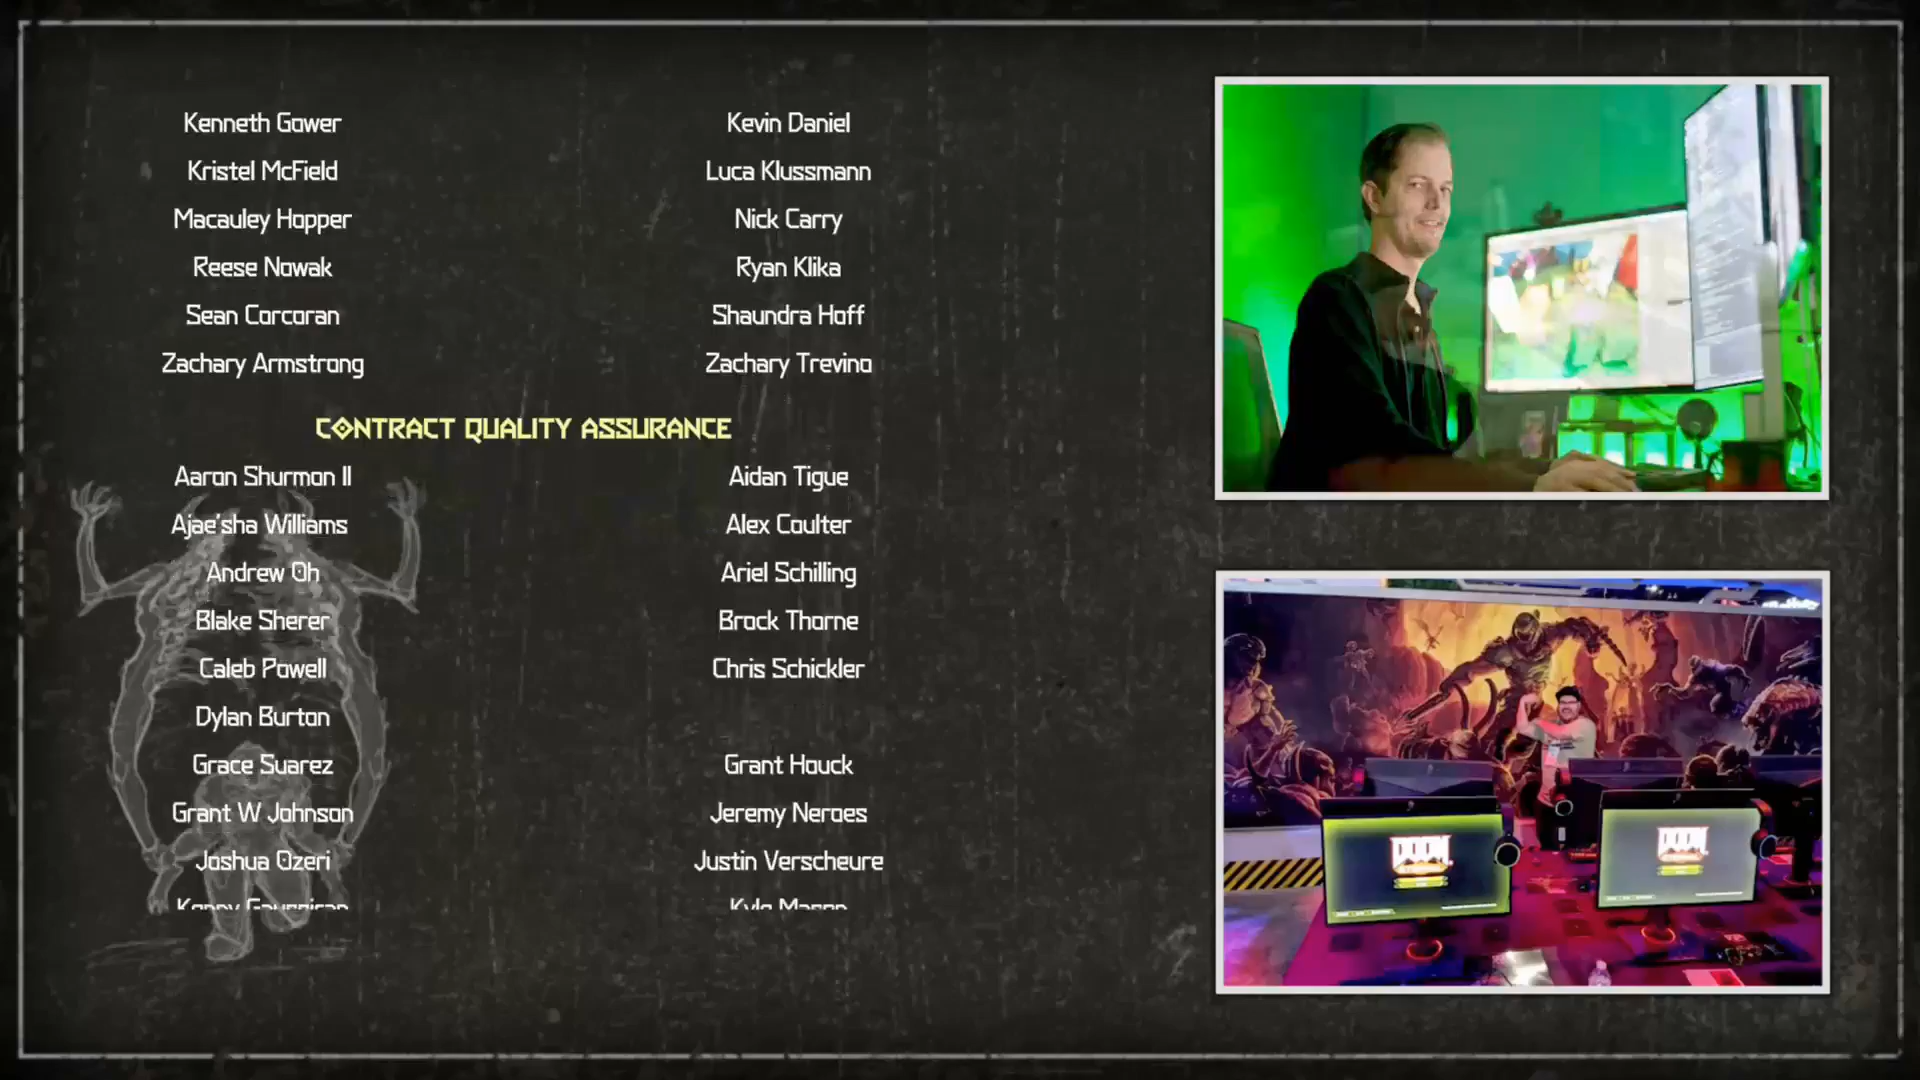 Kenneth Gower Kevin Daniel
Kristel McField Luca Klussmann
Macauley Hopper Nick Carry
Reese Nowak Ryan Klika
Sean Corcoran Shaundra Hoff
Zachary Armstrong Zachary Trevino
CONTRACT QUALITY ASSURANCE
Aaron Shurmon II Aidan Tigue
Ajae'sha Williams Alex Coulter
Andrew Oh Ariel Schilling
Blake Sherer Brock Thorne
Caleb Powell Chris Schickler
Dylan Burton
Grace Suarez Grant Houck
Grant W Johnson Jeremy Neroes
Joshua Ozeri Justin Verscheure
DOOM
DOOM